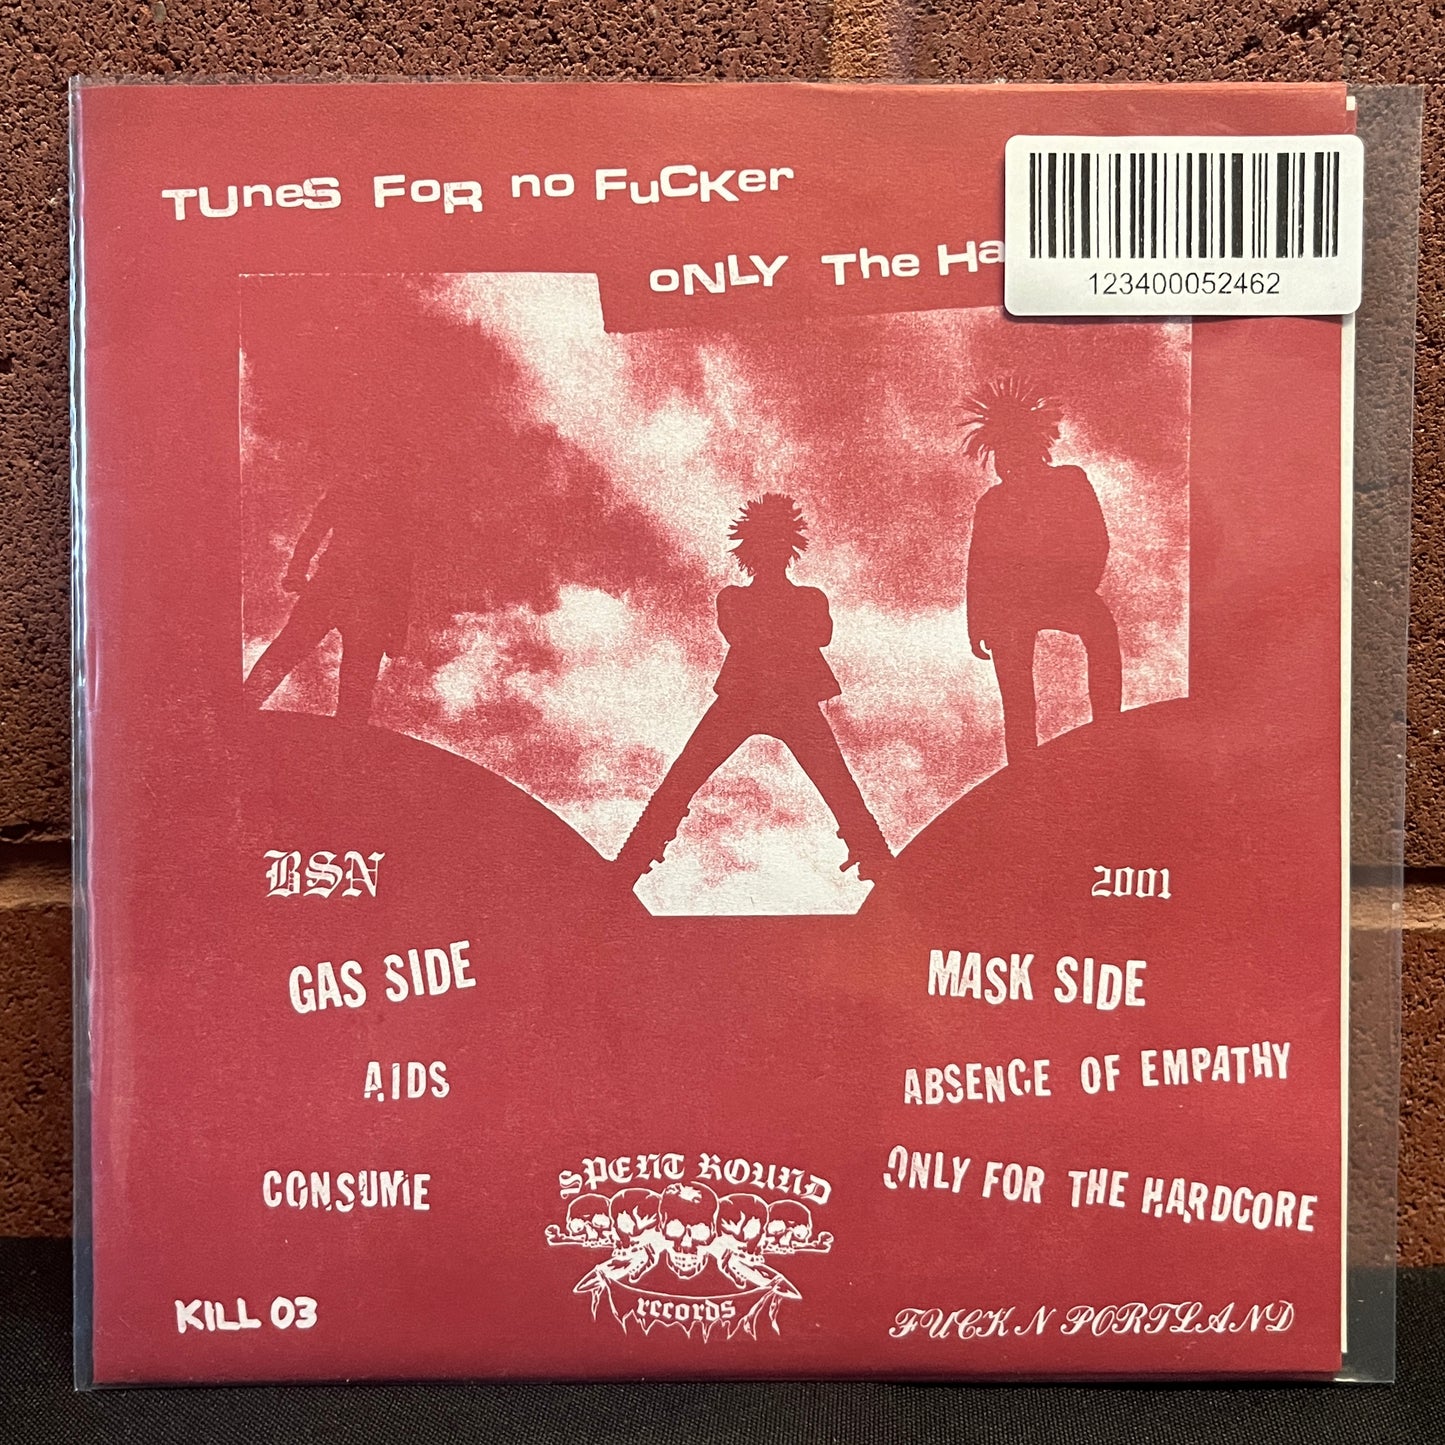 TUneS FoR no FuCKer
oNLY The Ha
123400052462
BSN
2001
GAS SIDE
MASK SIDE
AIDS
ABSENCE OF EMPATHY
CONSUME
ONLY FOR THE HARDCORE
SPENT ROUND
records
KILL 03
FUCK N PORTLAND